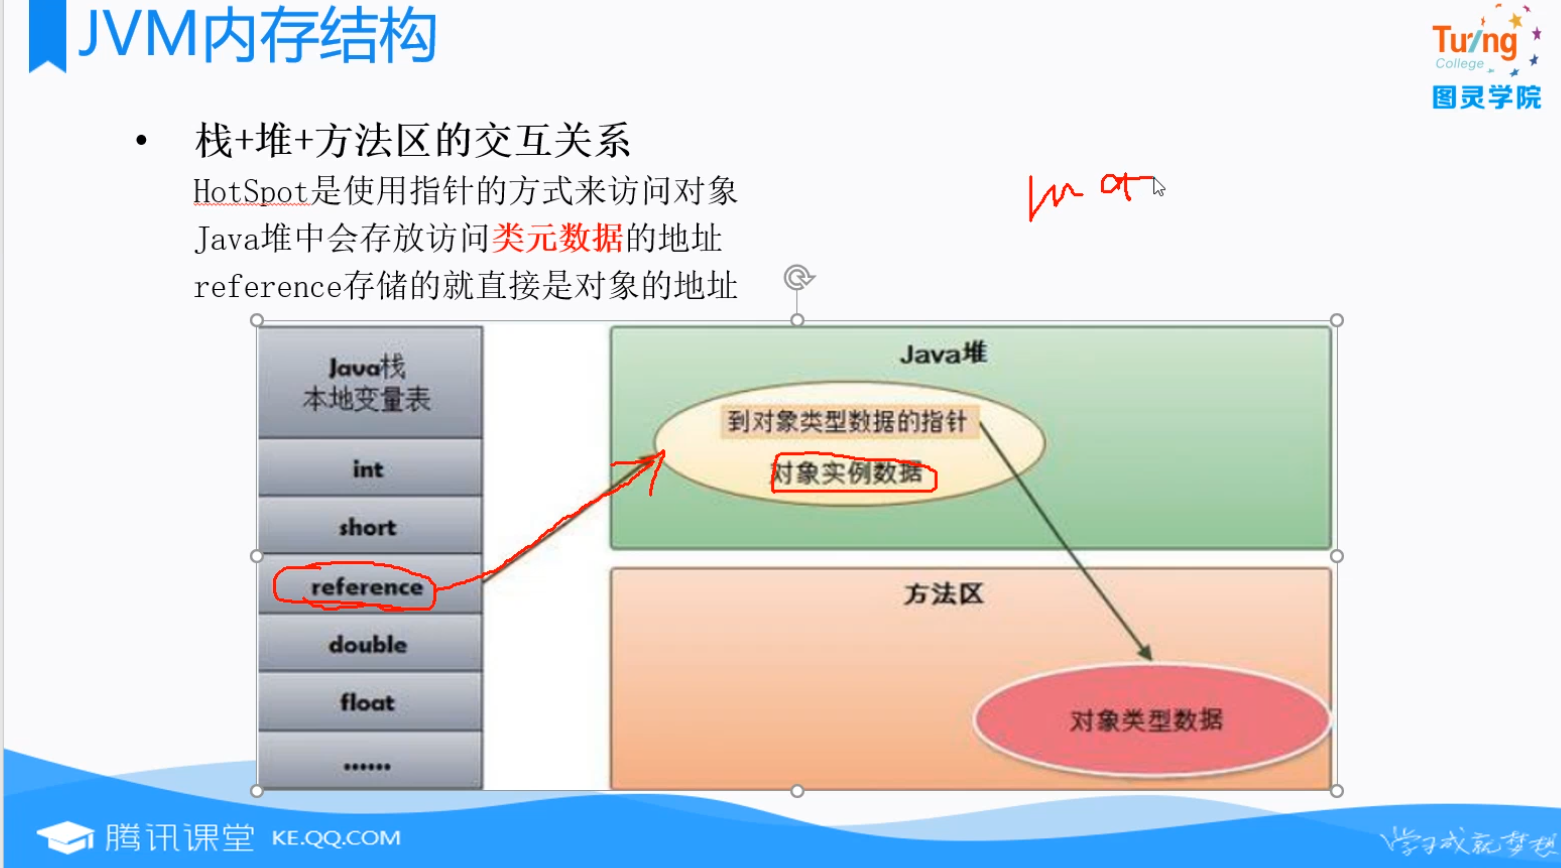 JVM内存结构
Turing
College
图灵学院
• 栈+堆+方法区的交互关系
HotSpot是使用指针的方式来访问对象
Java堆中会存放访问类元数据的地址
reference存储的就直接是对象的地址
Java栈
本地变量表
int
short
reference
double
float
……
Java堆
到对象类型数据的指针
对象实例数据
方法区
对象类型数据
腾讯课堂 KE.QQ.COM
学习成就梦想